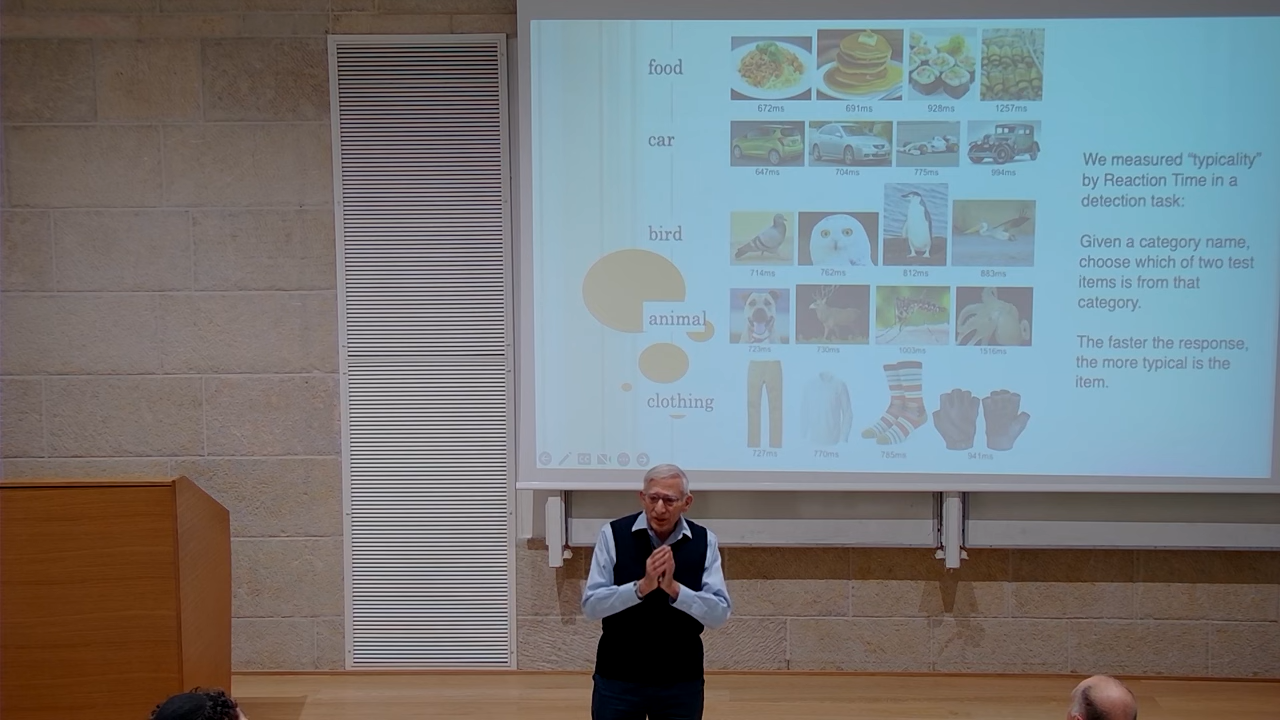 food
672ms 691ms 928ms 1257ms
car
647ms 704ms 775ms 994ms
bird
714ms 762ms 812ms 883ms
animal
723ms 730ms 1003ms 1516ms
clothing
727ms 770ms 785ms 941ms
We measured “typicality”
by Reaction Time in a
detection task:
Given a category name,
choose which of two test
items is from that
category.
The faster the response,
the more typical is the
item.